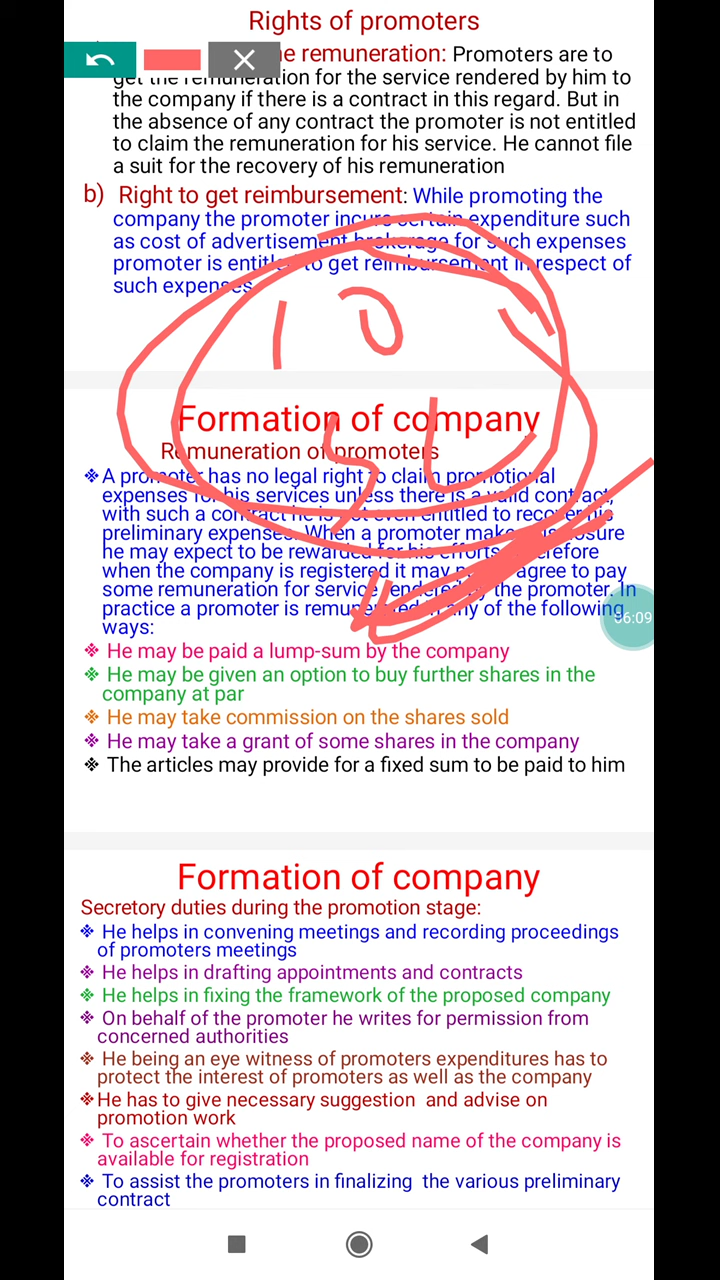 Rights of promoters
he remuneration: Promoters are to
get the remuneration for the service rendered by him to
the company if there is a contract in this regard. But in
the absence of any contract the promoter is not entitled
to claim the remuneration for his service. He cannot file
a suit for the recovery of his remuneration
b) Right to get reimbursement: While promoting the
company the promoter incurs certain expenditure such
as cost of advertisement brokerage for such expenses
promoter is entitled to get reimbursement in respect of
such expenses
10
Formation of company
Remuneration of promoters
❖A promoter has no legal right to claim promotional
expenses for his services unless there is a valid contract,
with such a contract he is not even entitled to recover his
preliminary expenses. When a promoter makes disclosure
he may expect to be rewarded for his efforts. Therefore
when the company is registered it may agree to pay
some remuneration for service rendered by the promoter. In
practice a promoter is remunerated in any of the following
ways:
❖ He may be paid a lump-sum by the company
❖ He may be given an option to buy further shares in the
company at par
❖ He may take commission on the shares sold
❖ He may take a grant of some shares in the company
❖ The articles may provide for a fixed sum to be paid to him
06:09
Formation of company
Secretory duties during the promotion stage:
❖ He helps in convening meetings and recording proceedings
of promoters meetings
❖ He helps in drafting appointments and contracts
❖ He helps in fixing the framework of the proposed company
❖ On behalf of the promoter he writes for permission from
concerned authorities
❖ He being an eye witness of promoters expenditures has to
protect the interest of promoters as well as the company
❖He has to give necessary suggestion and advise on
promotion work
❖ To ascertain whether the proposed name of the company is
available for registration
❖ To assist the promoters in finalizing the various preliminary
contract